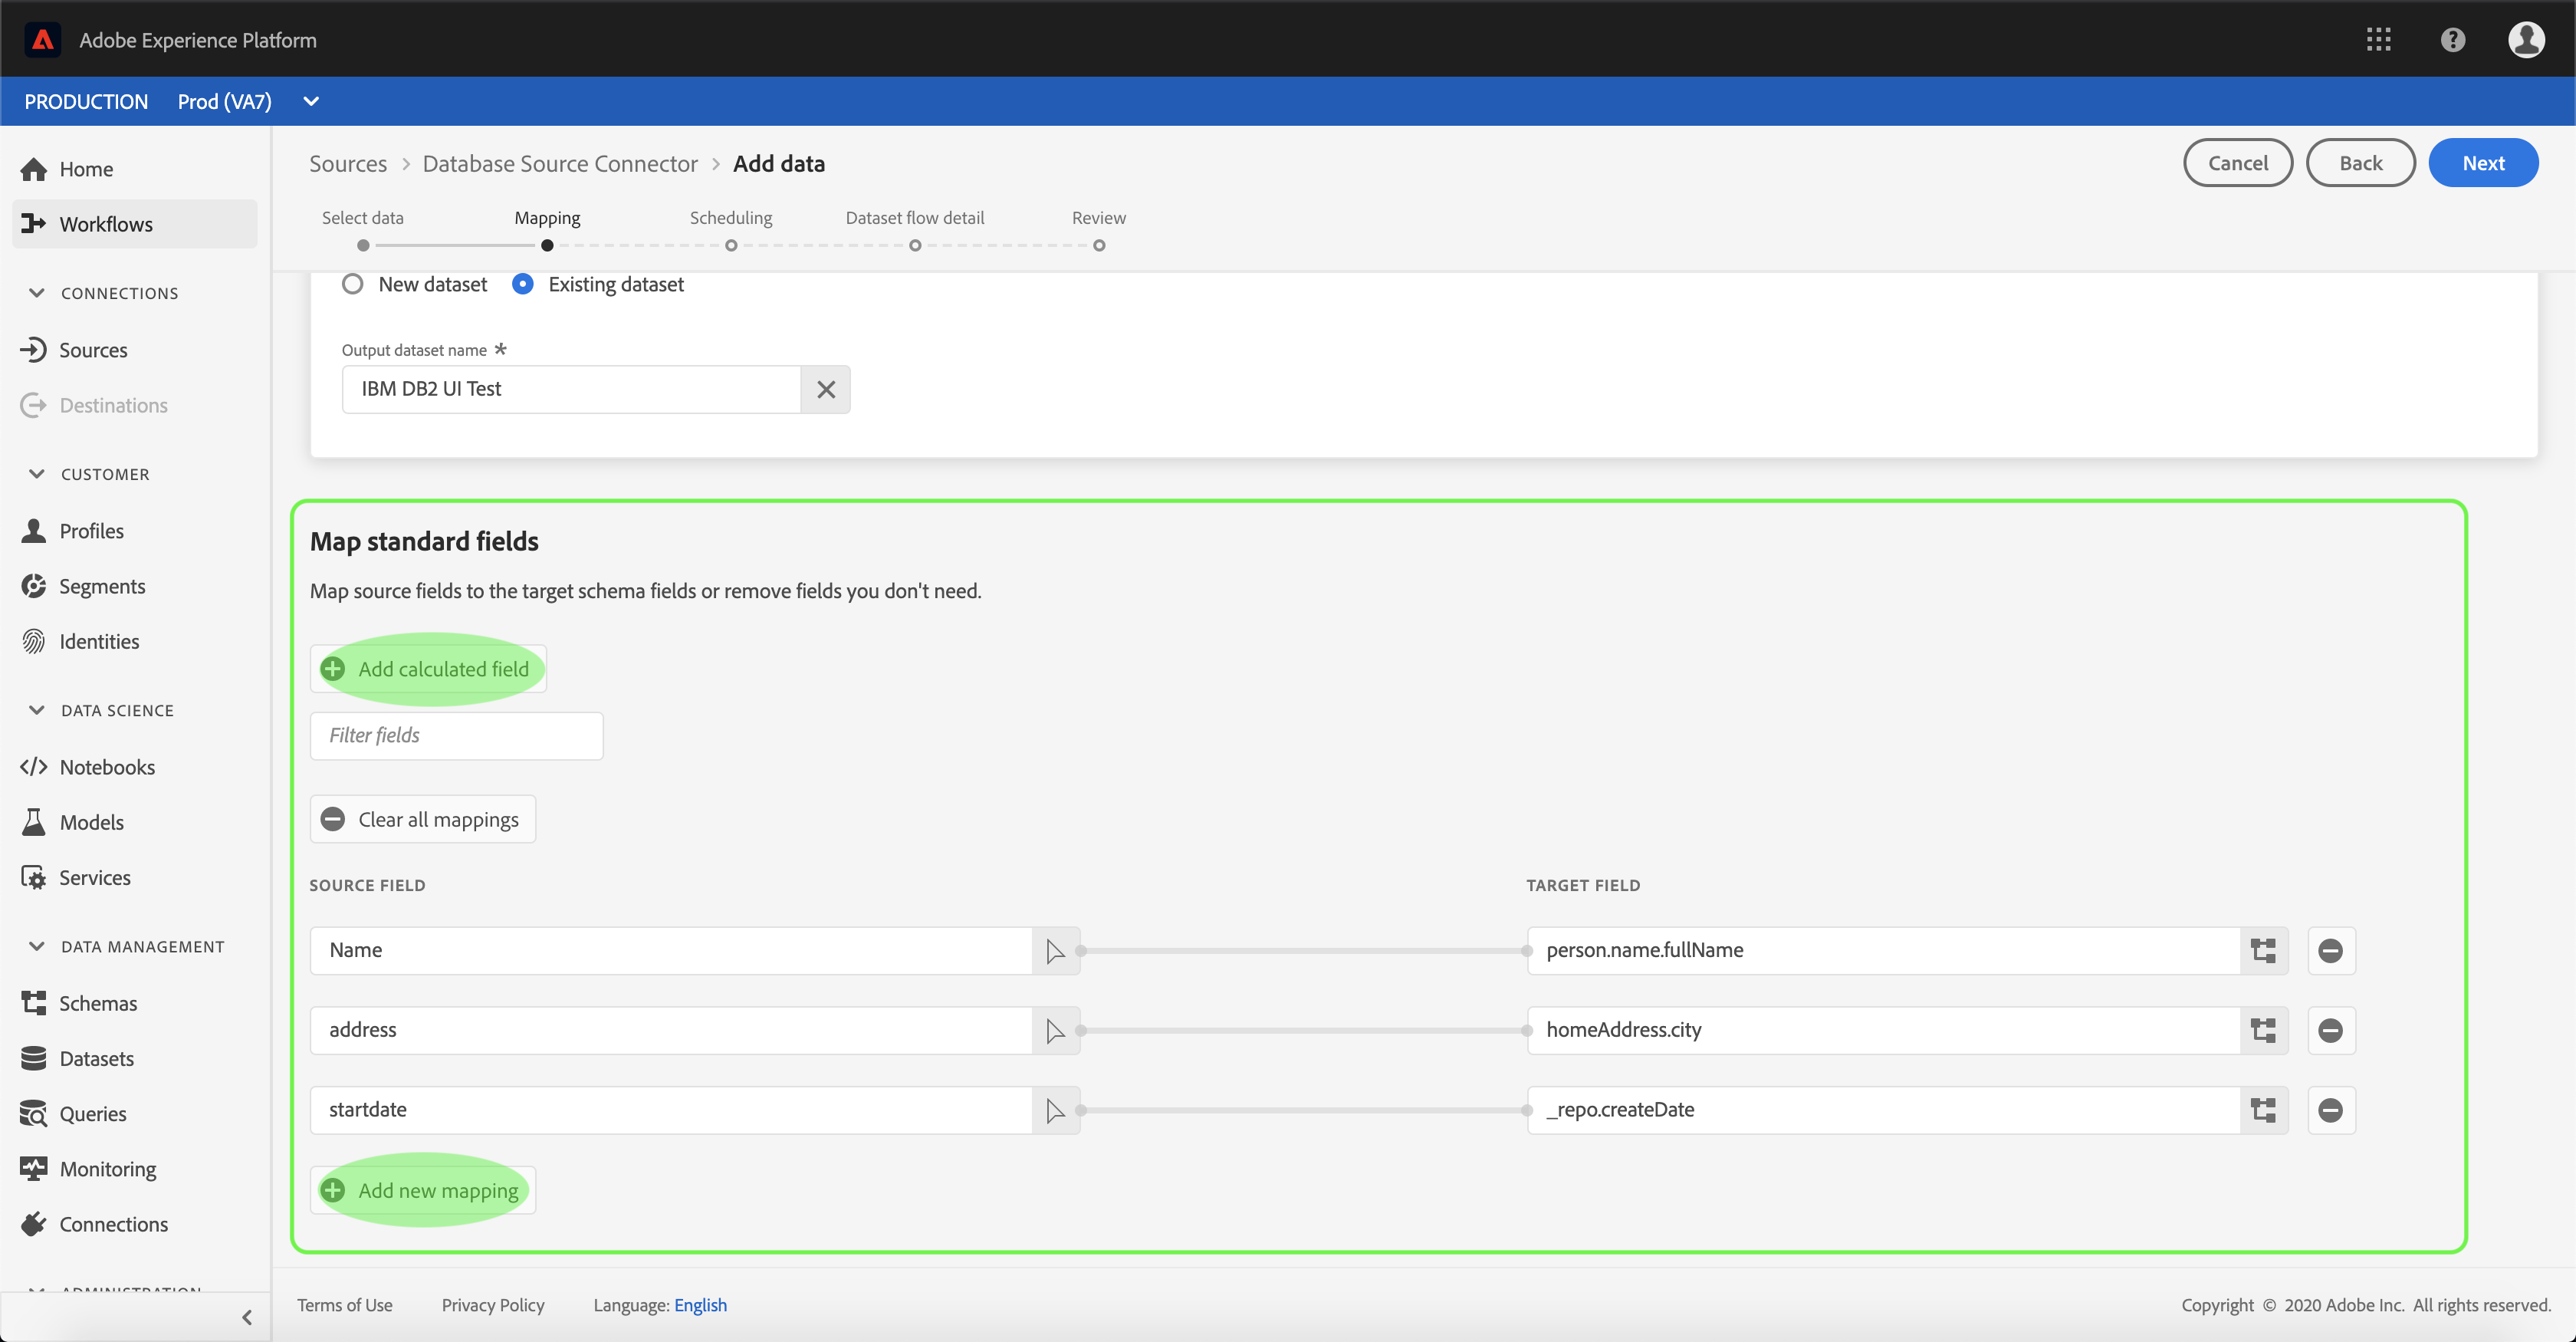 Adobe Experience Platform
PRODUCTION Prod (VA7)
Home
Workflows
CONNECTIONS
Sources
Destinations
CUSTOMER
Profiles
Segments
Identities
DATA SCIENCE
Notebooks
Models
Services
DATA MANAGEMENT
Schemas
Datasets
Queries
Monitoring
Connections
ADMINISTRATION
Sources > Database Source Connector > Add data
Cancel Back Next
Select data Mapping Scheduling Dataset flow detail Review
New dataset Existing dataset
Output dataset name *
IBM DB2 UI Test
Map standard fields
Map source fields to the target schema fields or remove fields you don't need.
Add calculated field
Filter fields
Clear all mappings
SOURCE FIELD TARGET FIELD
Name person.name.fullName
address homeAddress.city
startdate _repo.createDate
Add new mapping
Terms of Use Privacy Policy Language: English Copyright © 2020 Adobe Inc. All rights reserved.